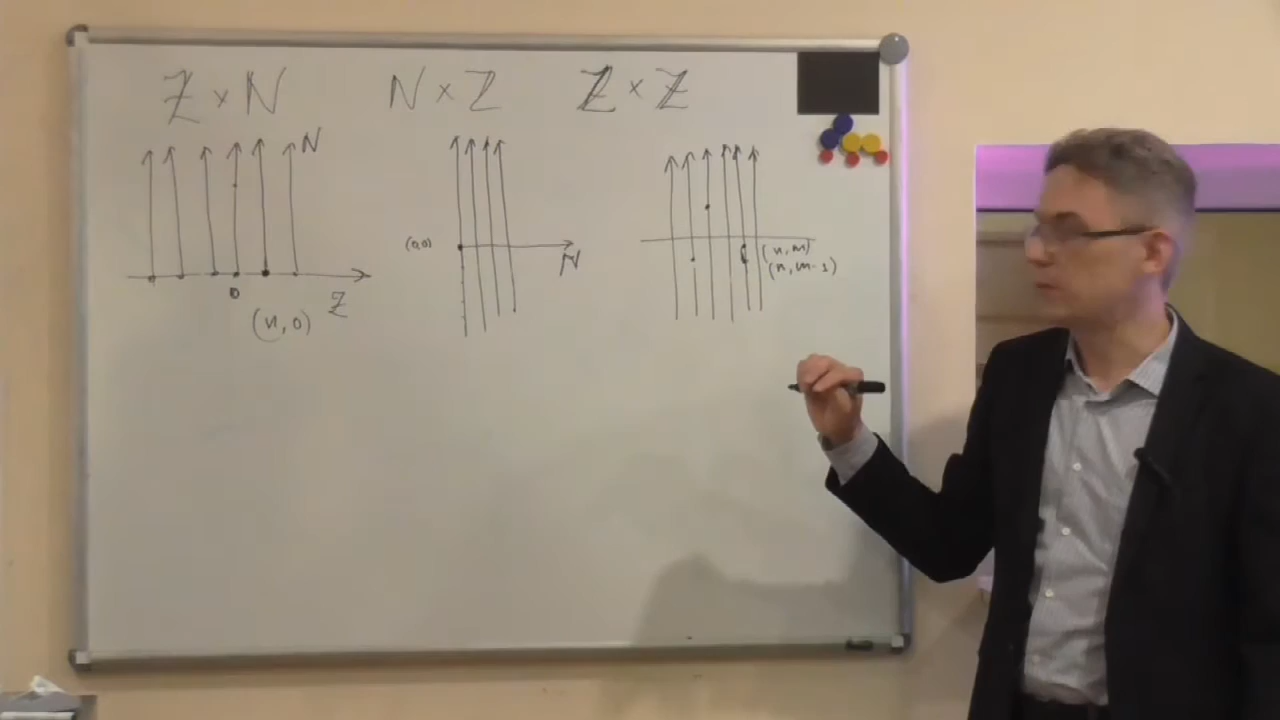 ℤ × N
N × Z
ℤ × ℤ
N
0
Z
(n, 0)
(0,0)
N
(n, m)
(n, m-1)